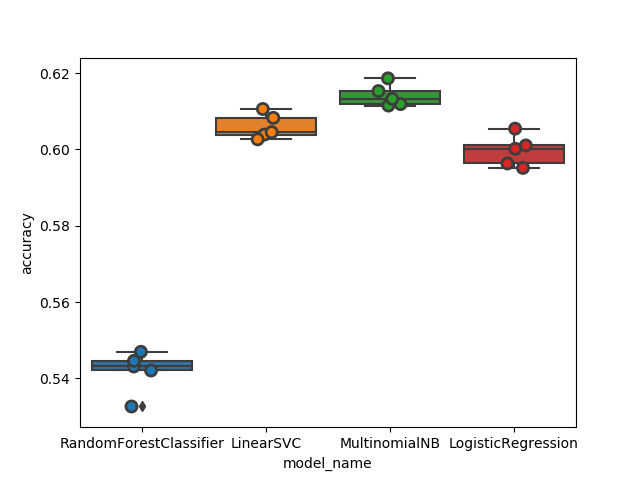 0.62
0.60
0.58
0.56
0.54
accuracy
RandomForestClassifier LinearSVC MultinomialNB LogisticRegression
model_name